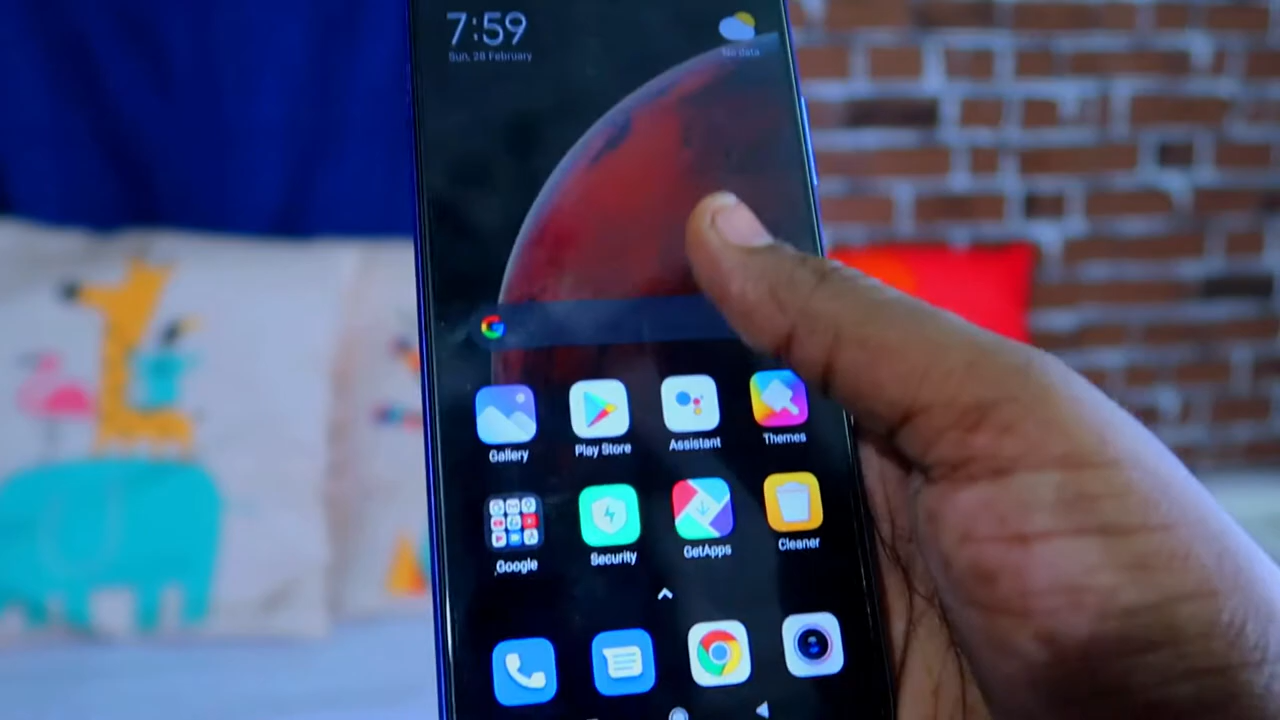 7:59
Sun, 28 February
No data
Gallery
Play Store
Assistant
Themes
Google
Security
GetApps
Cleaner